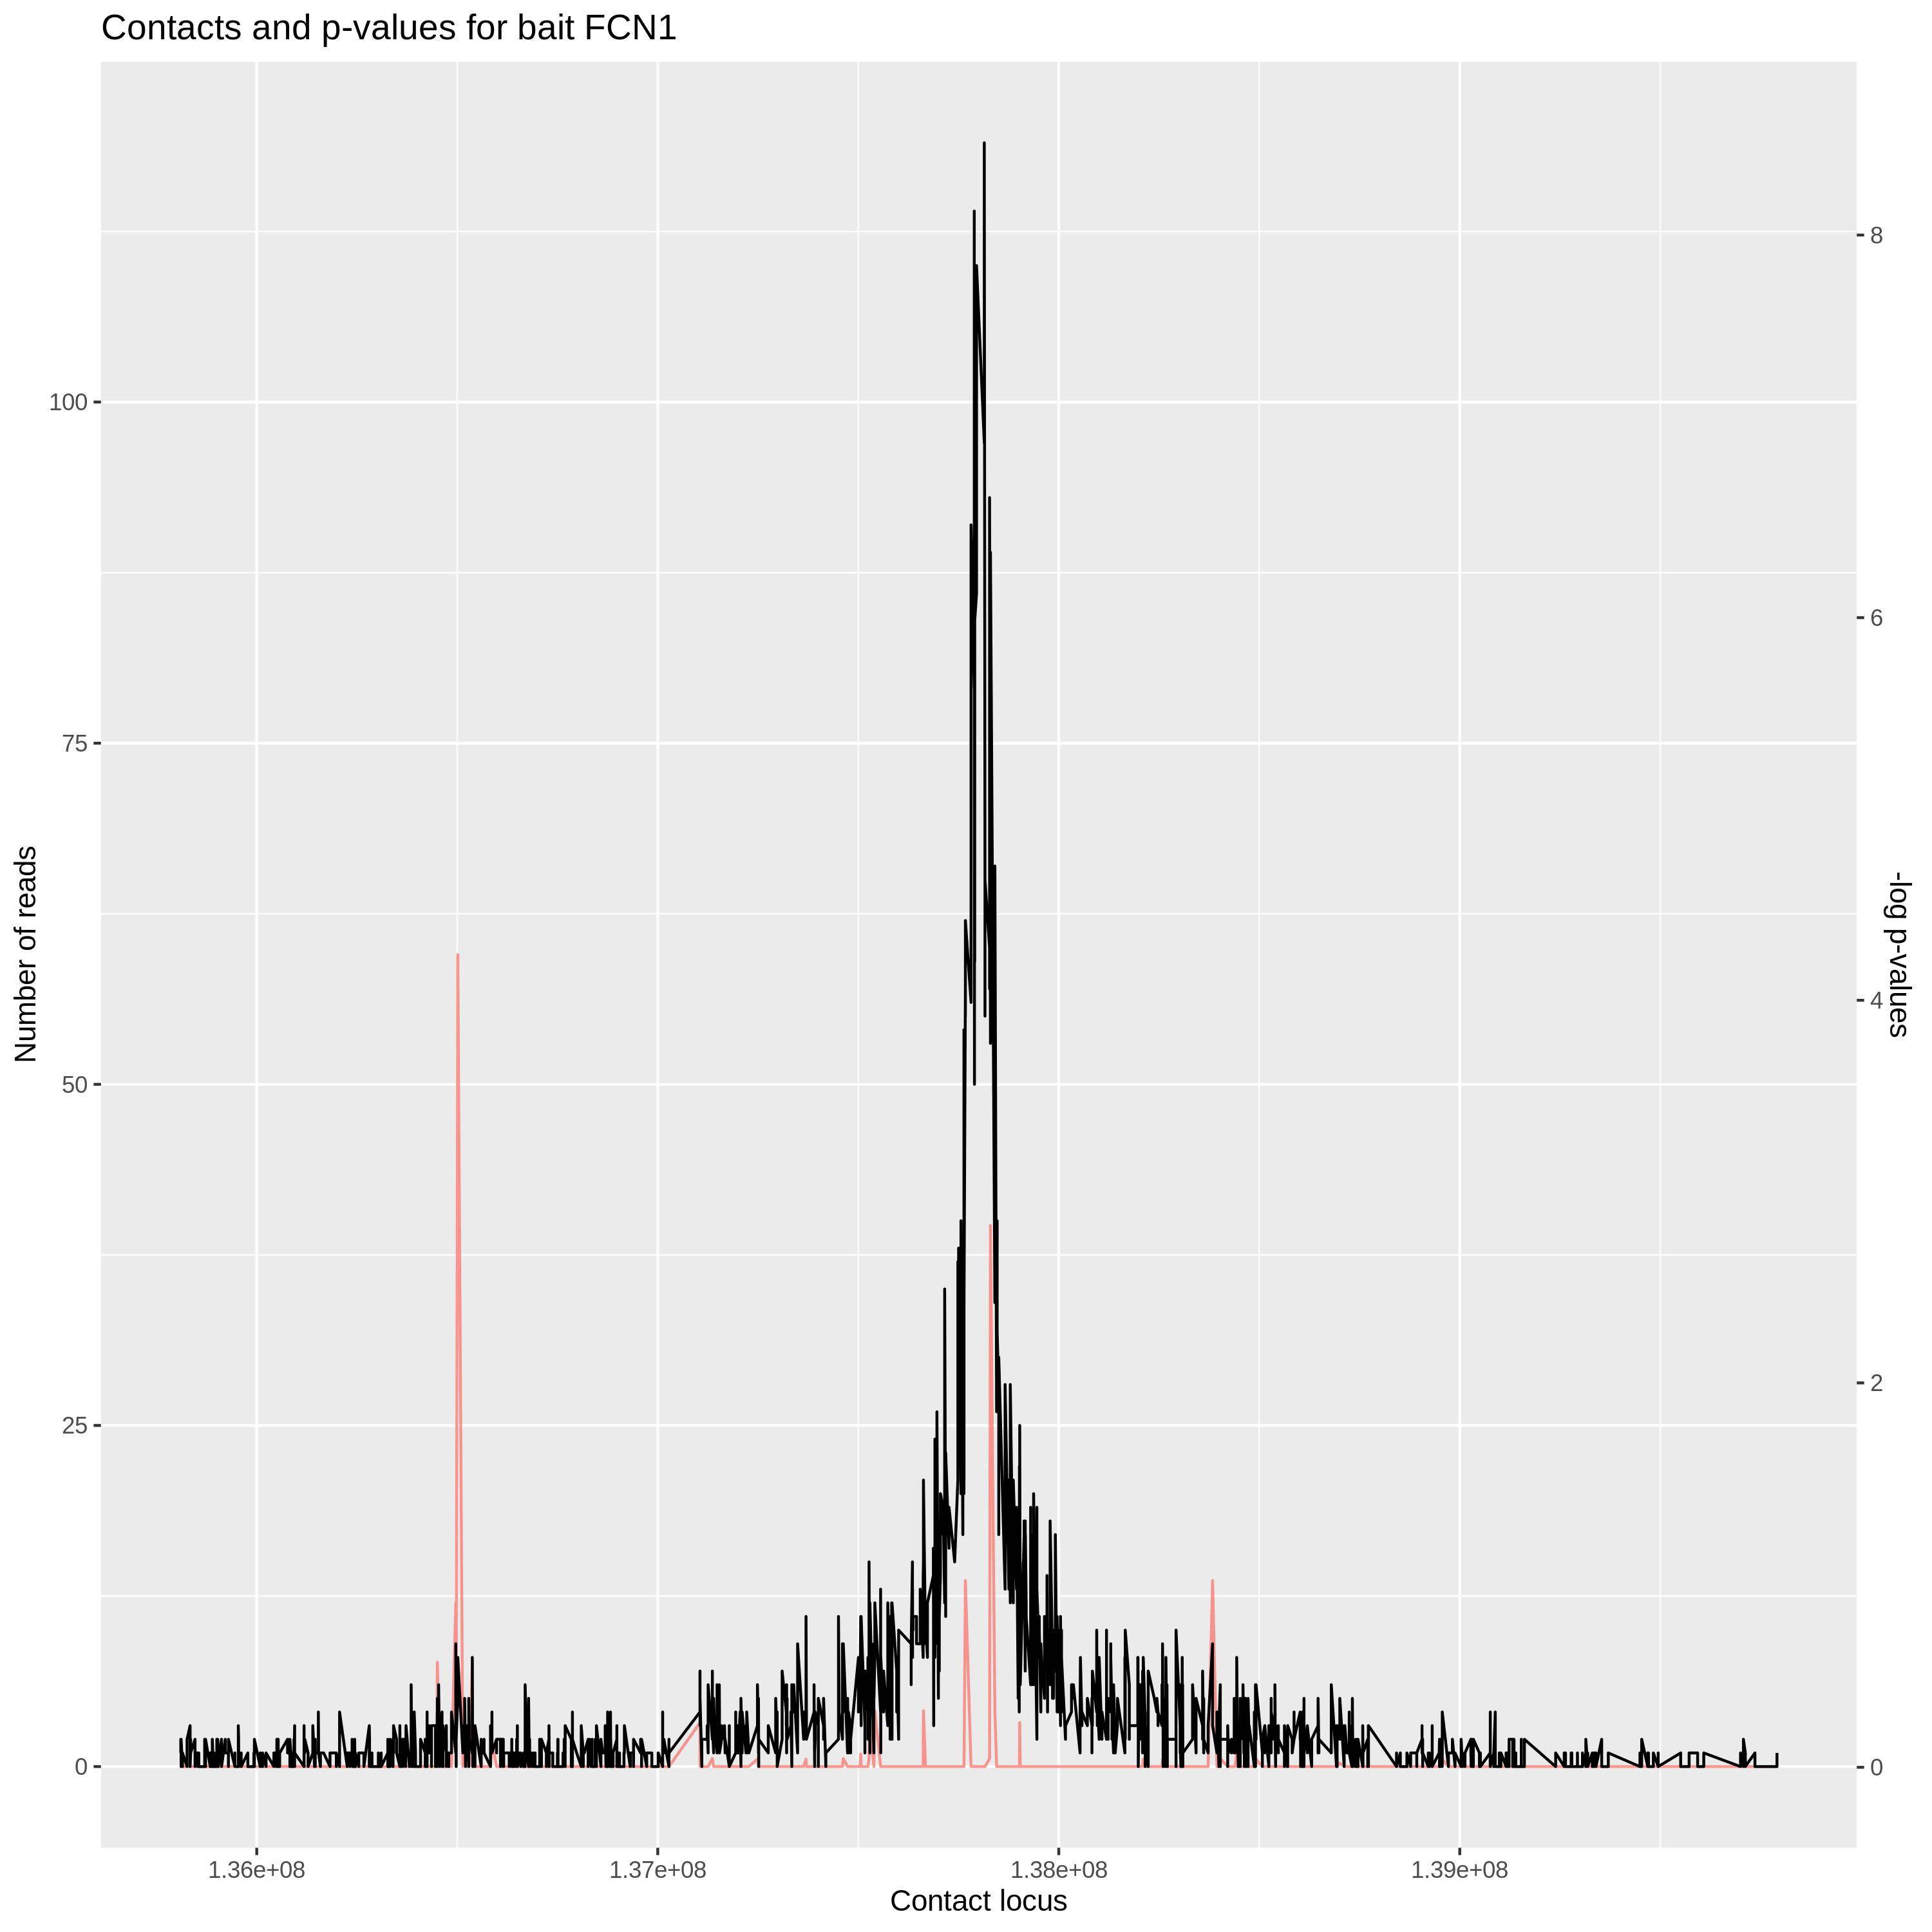 Contacts and p-values for bait FCN1
Number of reads
100
75
50
25
0
8
6
4
2
0
-log p-values
1.36e+08
1.37e+08
1.38e+08
1.39e+08
Contact locus